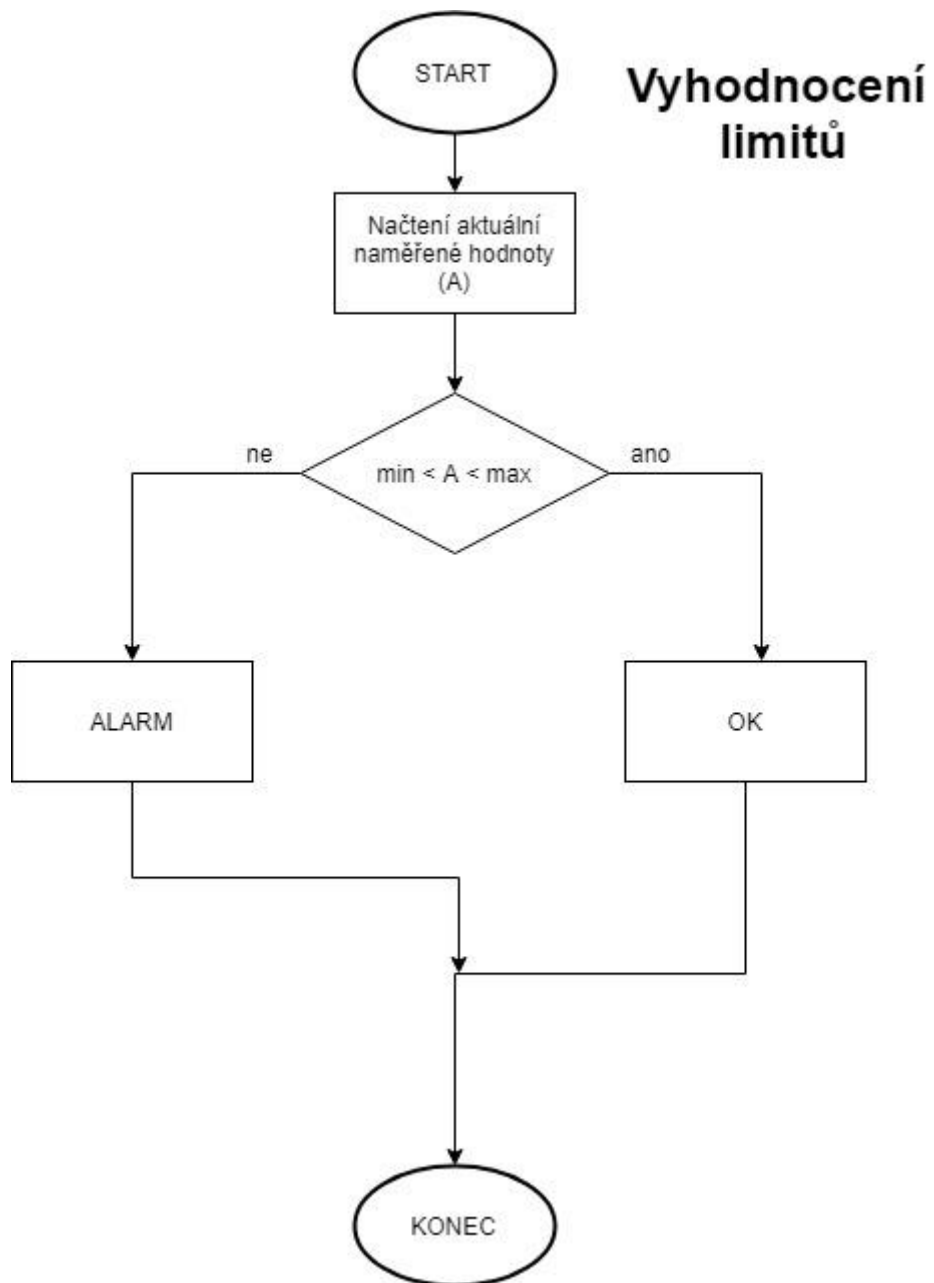 START
Vyhodnocení
limitů
Načtení aktuální
naměřené hodnoty
(A)
ne
min < A < max
ano
ALARM
OK
KONEC